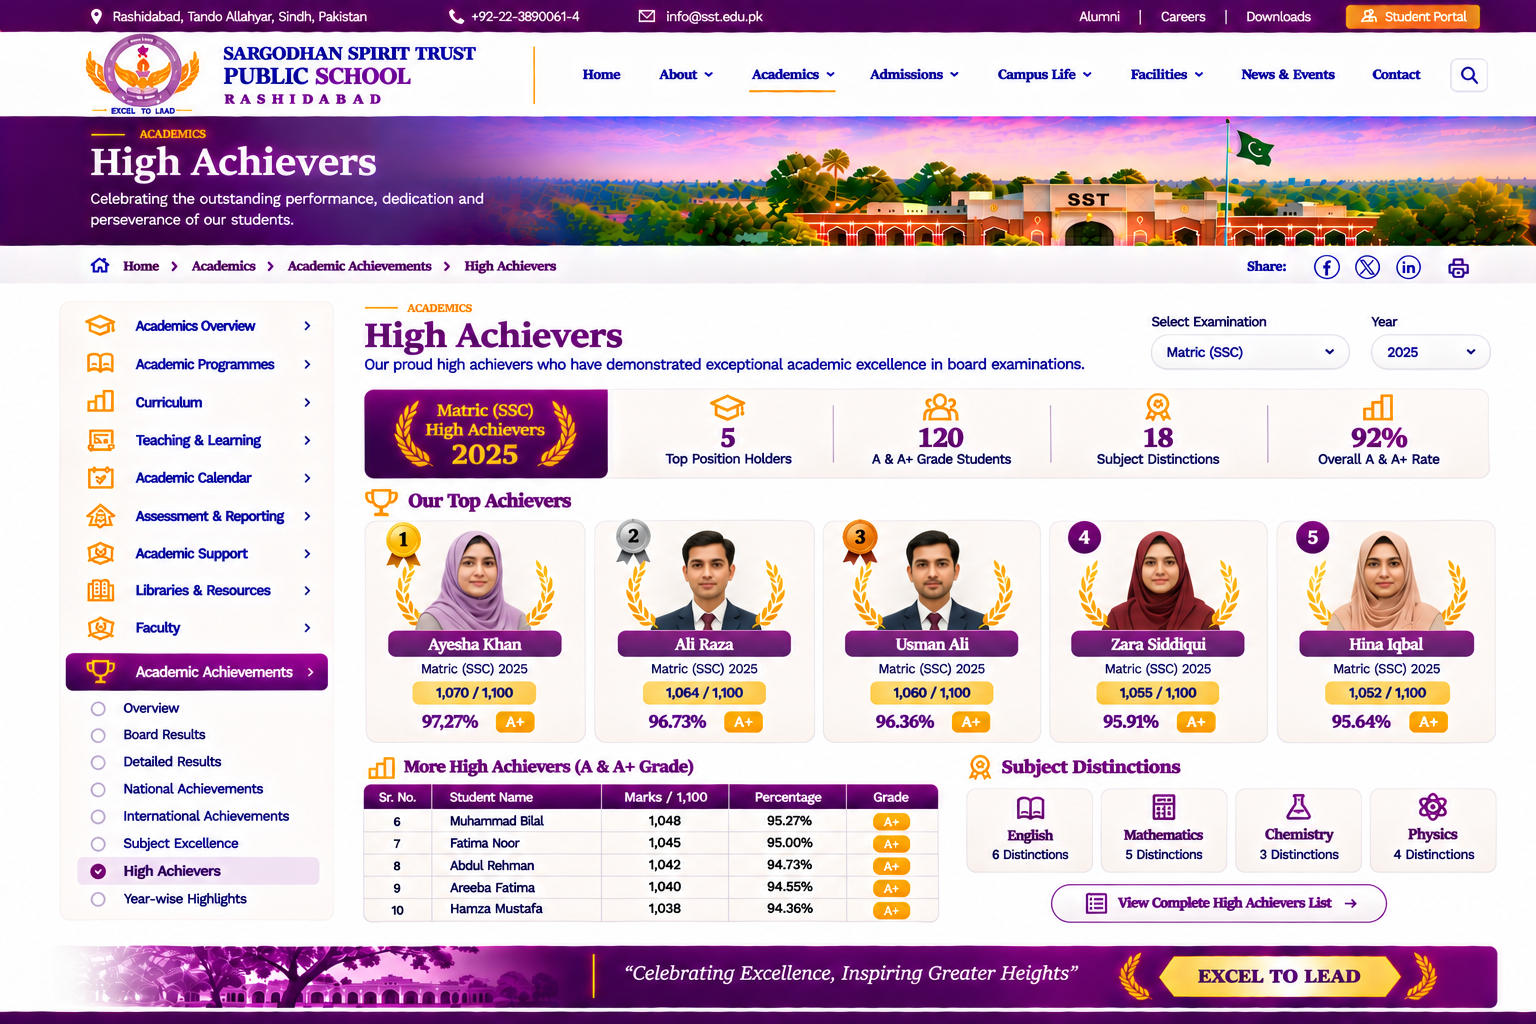 Rashidabad, Tando Allahyar, Sindh, Pakistan
+92-22-3890061-4
info@sst.edu.pk
Alumni | Careers | Downloads
Student Portal
EXCEL TO LAAD
SARGODHAN SPIRIT TRUST
PUBLIC SCHOOL
RASHIDABAD
Home About Academics Admissions Campus Life Facilities News & Events Contact
ACADEMICS
High Achievers
Celebrating the outstanding performance, dedication and
perseverance of our students.
SST
Home > Academics > Academic Achievements > High Achievers
Share:
Academics Overview
Academic Programmes
Curriculum
Teaching & Learning
Academic Calendar
Assessment & Reporting
Academic Support
Libraries & Resources
Faculty
Academic Achievements
Overview
Board Results
Detailed Results
National Achievements
International Achievements
Subject Excellence
High Achievers
Year-wise Highlights
ACADEMICS
High Achievers
Our proud high achievers who have demonstrated exceptional academic excellence in board examinations.
Select Examination
Matric (SSC)
Year
2025
Matric (SSC)
High Achievers
2025
5
Top Position Holders
120
A & A+ Grade Students
18
Subject Distinctions
92%
Overall A & A+ Rate
Our Top Achievers
1
Ayesha Khan
Matric (SSC) 2025
1,070 / 1,100
97,27% A+
2
Ali Raza
Matric (SSC) 2025
1,064 / 1,100
96.73% A+
3
Usman Ali
Matric (SSC) 2025
1,060 / 1,100
96.36% A+
4
Zara Siddiqui
Matric (SSC) 2025
1,055 / 1,100
95.91% A+
5
Hina Iqbal
Matric (SSC) 2025
1,052 / 1,100
95.64% A+
More High Achievers (A & A+ Grade)
Sr. No. Student Name Marks / 1,100 Percentage Grade
6 Muhammad Bilal 1,048 95.27% A+
7 Fatima Noor 1,045 95.00% A+
8 Abdul Rehman 1,042 94.73% A+
9 Areeba Fatima 1,040 94.55% A+
10 Hamza Mustafa 1,038 94.36% A+
Subject Distinctions
English
6 Distinctions
Mathematics
5 Distinctions
Chemistry
3 Distinctions
Physics
4 Distinctions
View Complete High Achievers List →
“Celebrating Excellence, Inspiring Greater Heights”
EXCEL TO LEAD